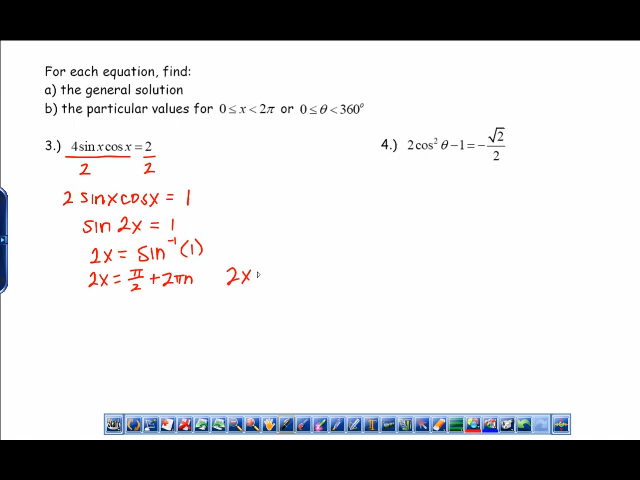 For each equation, find:
a) the general solution
b) the particular values for 0 ≤ x < 2π or 0 ≤ θ < 360°
3.) 4sin x cos x = 2
2 2
2 sinxcosx = 1
sin 2x = 1
2x = sin⁻¹(1)
2x = π/2 + 2πn 2x
4.) 2cos² θ − 1 = −√2/2